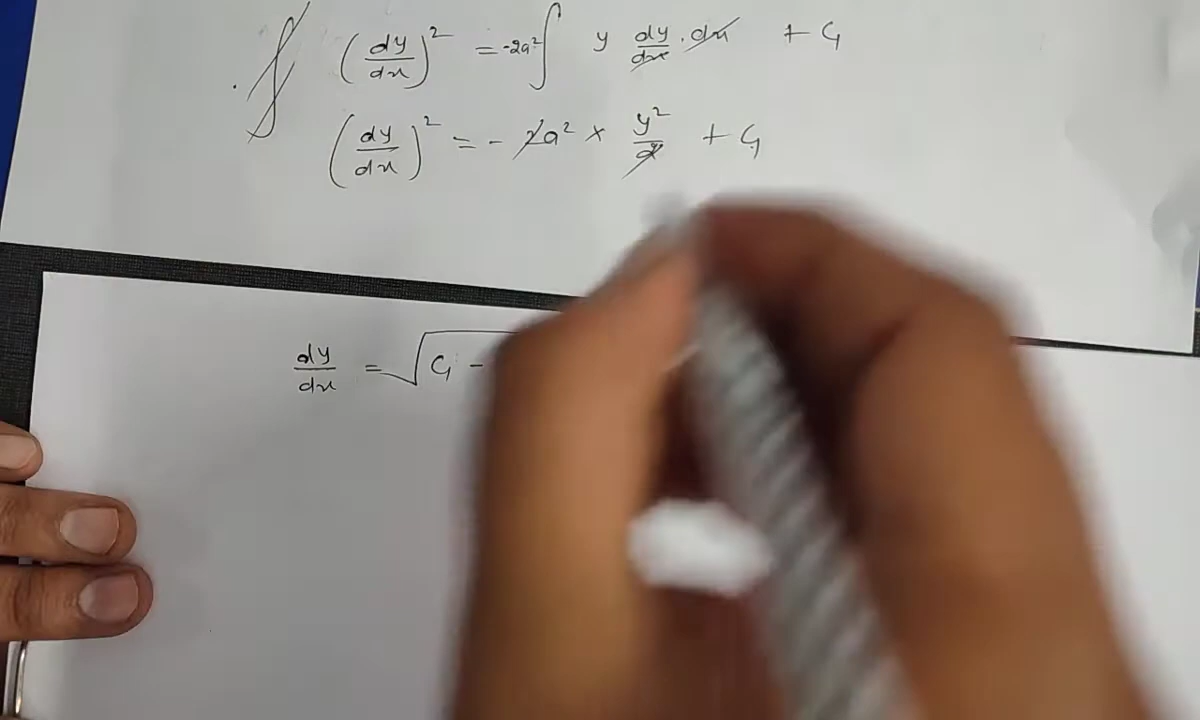 (dy/dx)² = -2a² ∫ y dy/dx . dx + C₁
(dy/dx)² = - 2a² × y²/2 + C₁
dy/dx = √C₁ -